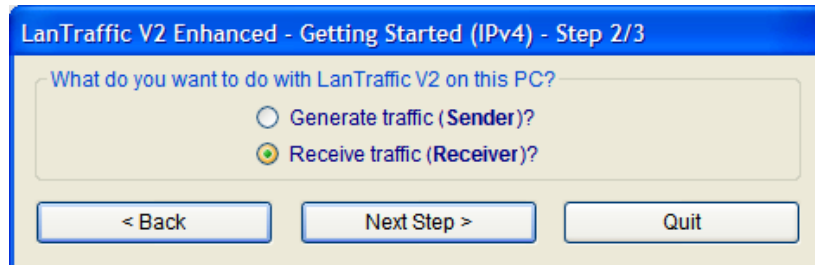 LanTraffic V2 Enhanced - Getting Started (IPv4) - Step 2/3
What do you want to do with LanTraffic V2 on this PC?
Generate traffic (Sender)?
Receive traffic (Receiver)?
< Back Next Step > Quit